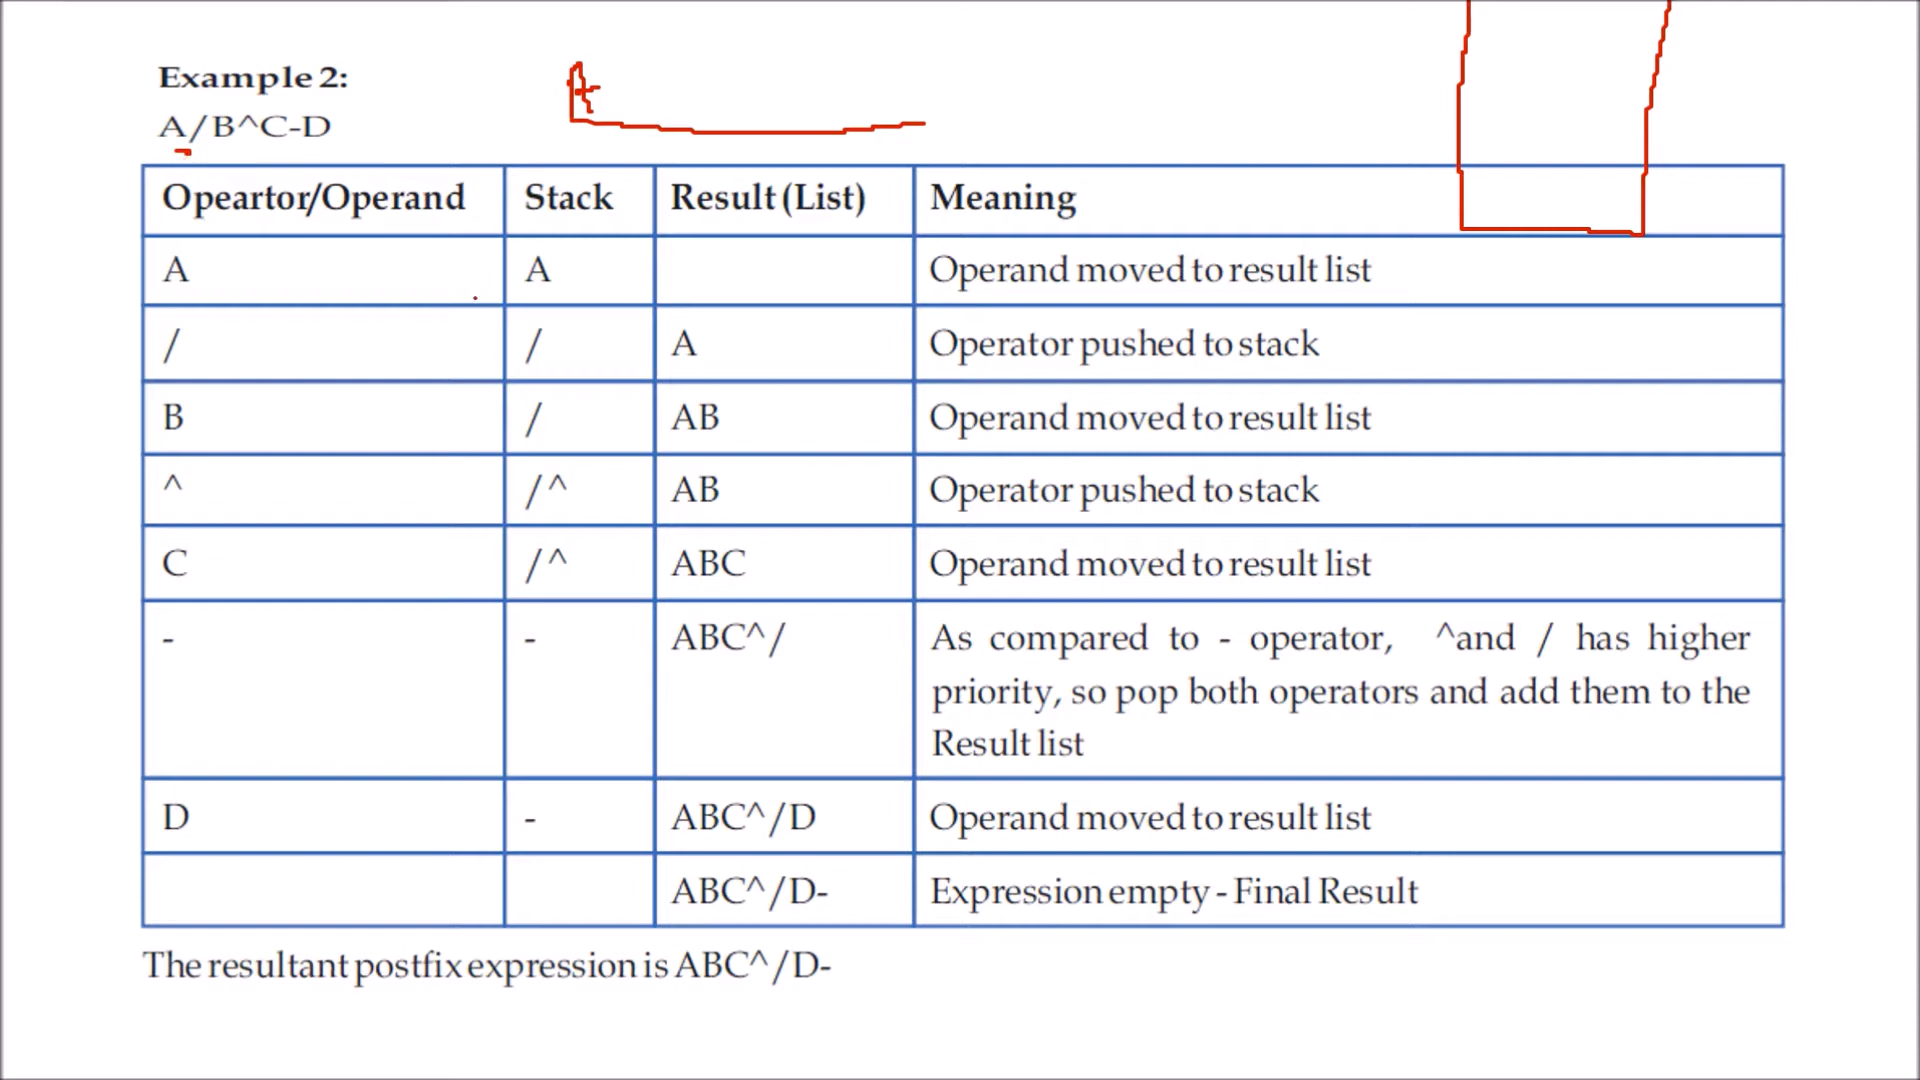 Example 2:
A/B^C-D
Opeartor/Operand Stack Result (List) Meaning
A A Operand moved to result list
/ / A Operator pushed to stack
B / AB Operand moved to result list
^ /^ AB Operator pushed to stack
C /^ ABC Operand moved to result list
- - ABC^/ As compared to - operator, ^and / has higher
priority, so pop both operators and add them to the
Result list
D - ABC^/D Operand moved to result list
ABC^/D- Expression empty - Final Result
The resultant postfix expression is ABC^/D-